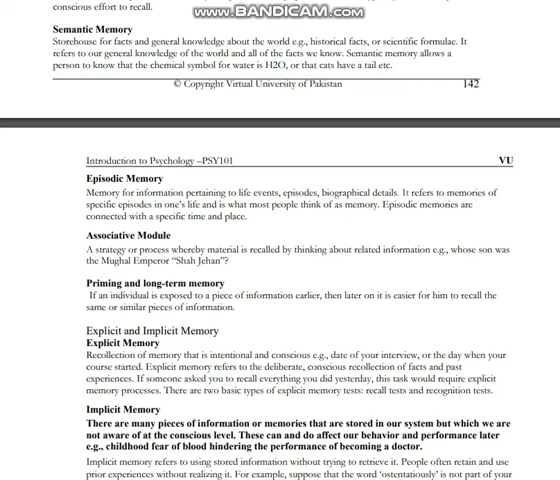 conscious effort to recall.
www.BANDICAM.com
Semantic Memory
Storehouse for facts and general knowledge about the world e.g., historical facts, or scientific formulae. It
refers to our general knowledge of the world and all of the facts we know. Semantic memory allows a
person to know that the chemical symbol for water is H2O, or that cats have a tail etc.
© Copyright Virtual University of Pakistan 142
Introduction to Psychology –PSY101 VU
Episodic Memory
Memory for information pertaining to life events, episodes, biographical details. It refers to memories of
specific episodes in one's life and is what most people think of as memory. Episodic memories are
connected with a specific time and place.
Associative Module
A strategy or process whereby material is recalled by thinking about related information e.g., whose son was
the Mughal Emperor “Shah Jehan”?
Priming and long-term memory
If an individual is exposed to a piece of information earlier, then later on it is easier for him to recall the
same or similar pieces of information.
Explicit and Implicit Memory
Explicit Memory
Recollection of memory that is intentional and conscious e.g., date of your interview, or the day when your
course started. Explicit memory refers to the deliberate, conscious recollection of facts and past
experiences. If someone asked you to recall everything you did yesterday, this task would require explicit
memory processes. There are two basic types of explicit memory tests: recall tests and recognition tests.
Implicit Memory
There are many pieces of information or memories that are stored in our system but which we are
not aware of at the conscious level. These can and do affect our behavior and performance later
e.g., childhood fear of blood hindering the performance of becoming a doctor.
Implicit memory refers to using stored information without trying to retrieve it. People often retain and use
prior experiences without realizing it. For example, suppose that the word 'ostentatiously' is not part of your